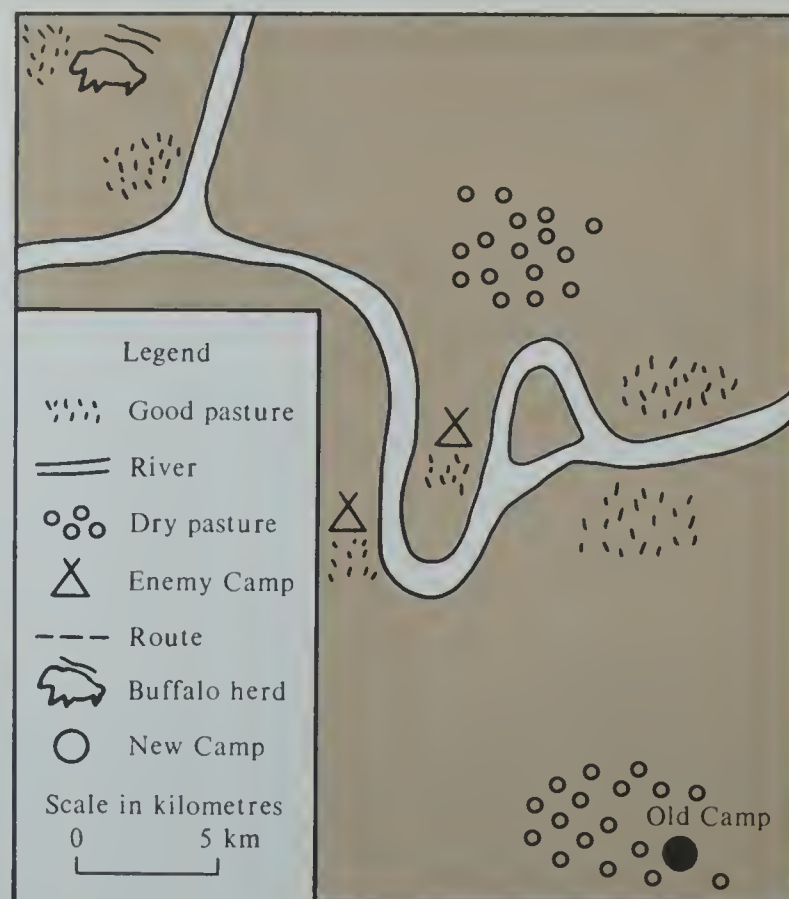 Legend
Good pasture
River
Dry pasture
Enemy Camp
Route
Buffalo herd
New Camp
Scale in kilometres
0 5 km
Old Camp